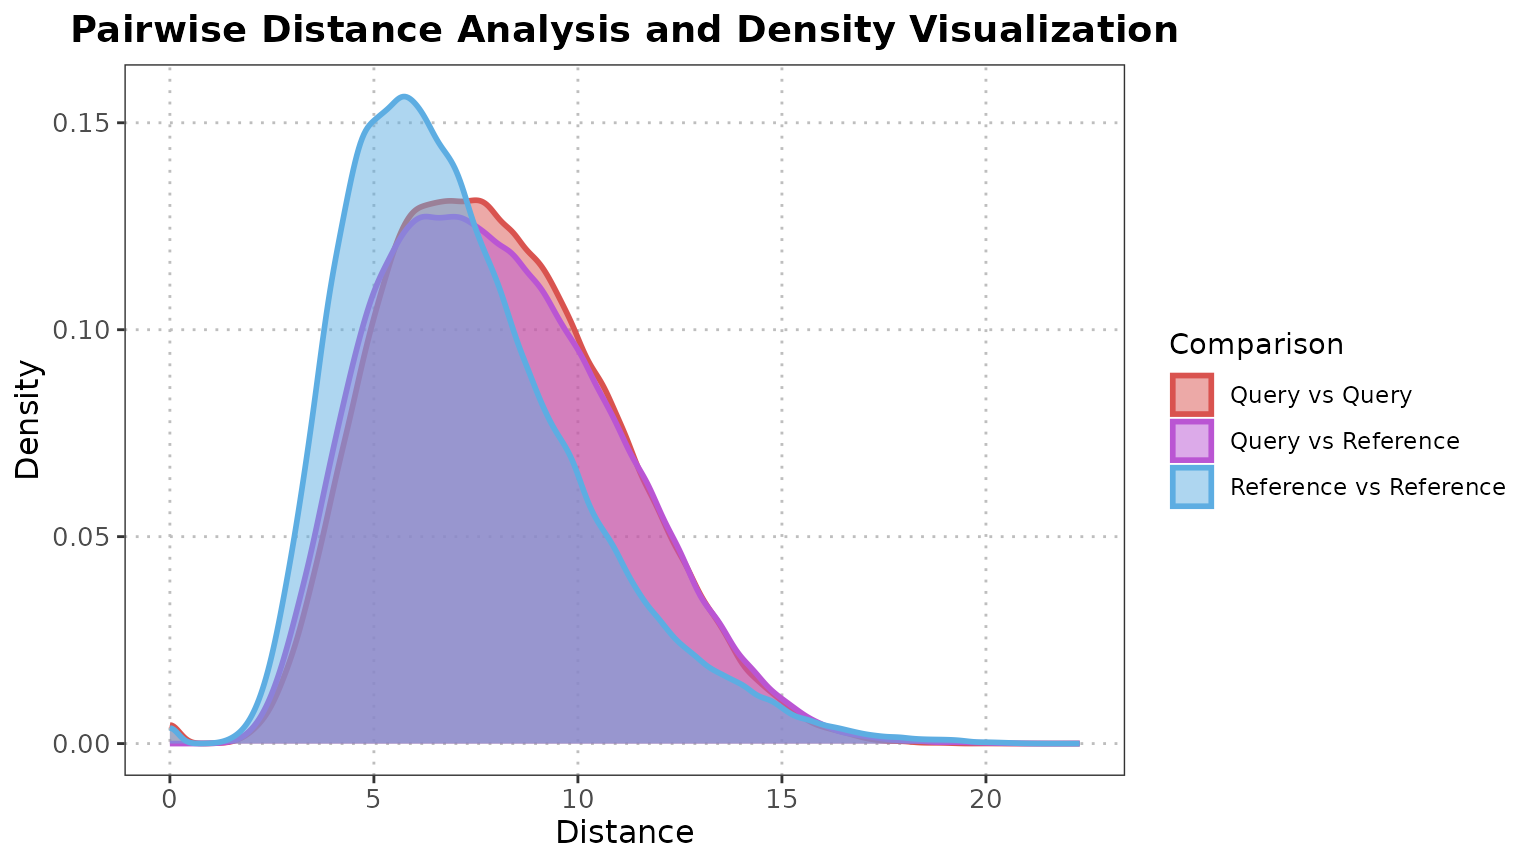 Pairwise Distance Analysis and Density Visualization
0.15
0.10
0.05
0.00
Density
0 5 10 15 20
Distance
Comparison
Query vs Query
Query vs Reference
Reference vs Reference